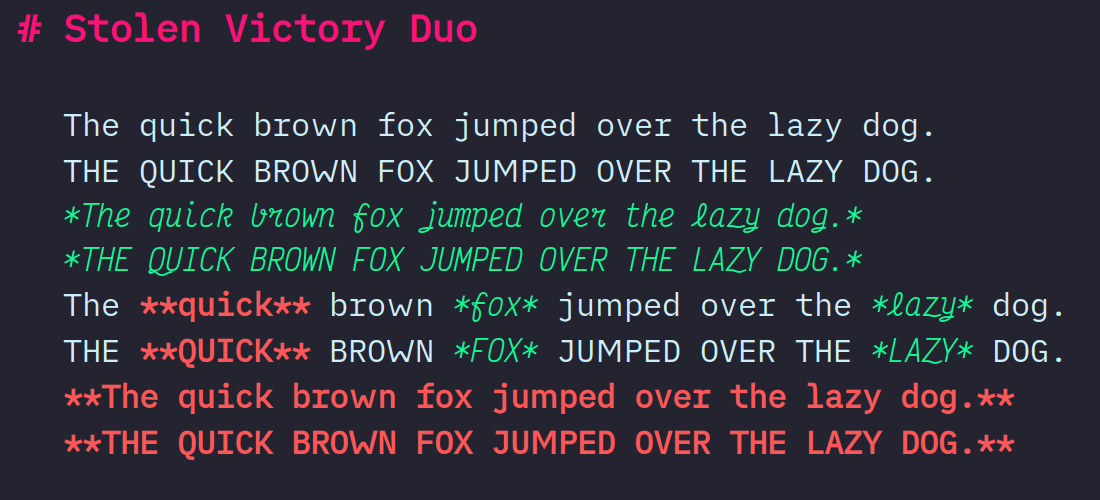 # Stolen Victory Duo
The quick brown fox jumped over the lazy dog.
THE QUICK BROWN FOX JUMPED OVER THE LAZY DOG.
*The quick brown fox jumped over the lazy dog.*
*THE QUICK BROWN FOX JUMPED OVER THE LAZY DOG.*
The **quick** brown *fox* jumped over the *lazy* dog.
THE **QUICK** BROWN *FOX* JUMPED OVER THE *LAZY* DOG.
**The quick brown fox jumped over the lazy dog.**
**THE QUICK BROWN FOX JUMPED OVER THE LAZY DOG.**